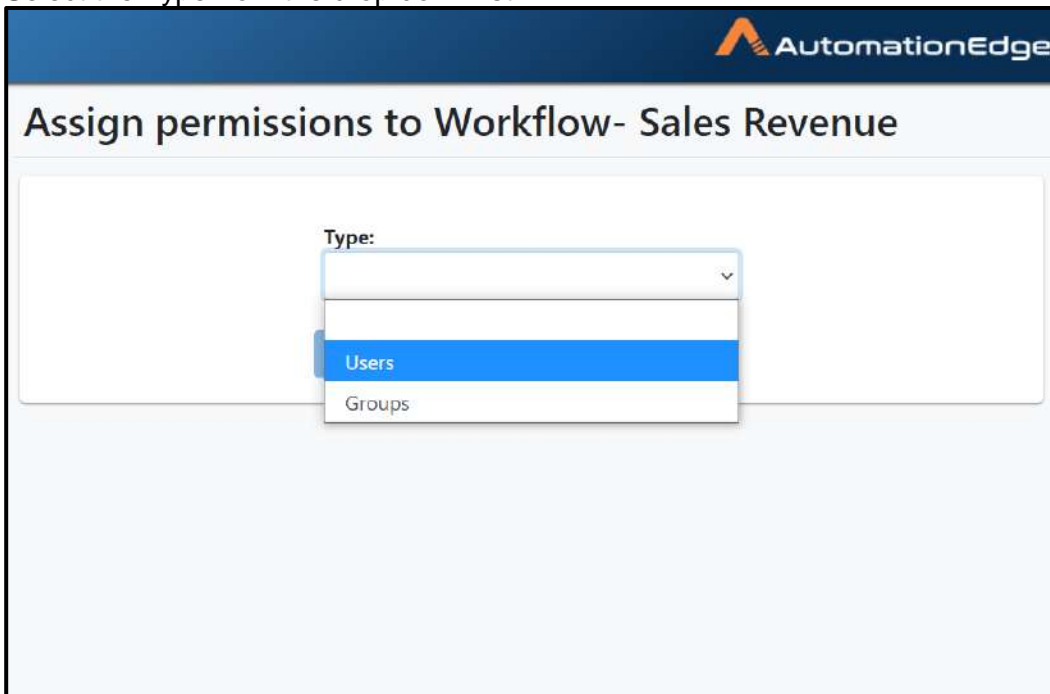 AutomationEdge
Assign permissions to Workflow- Sales Revenue
Type:
Users
Groups